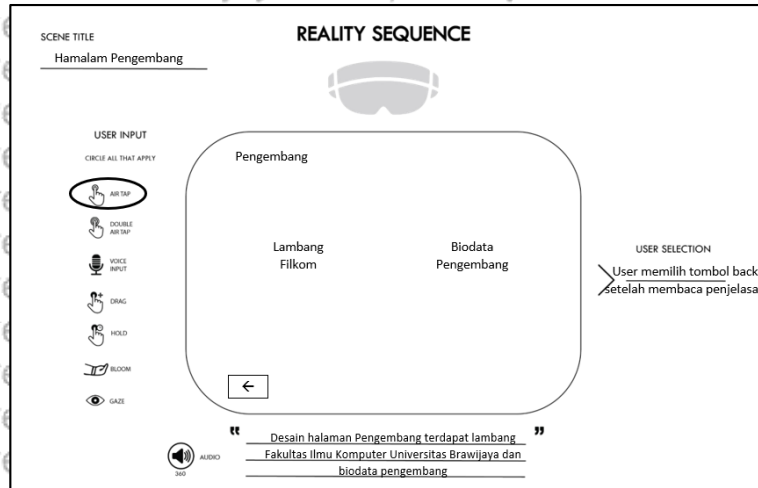 SCENE TITLE
Hamalam Pengembang
REALITY SEQUENCE
USER INPUT
CIRCLE ALL THAT APPLY
AIR TAP
DOUBLE
AIR TAP
VOICE
INPUT
DRAG
HOLD
BLOOM
GAZE
Pengembang
Lambang
Filkom
Biodata
Pengembang
←
USER SELECTION
User memilih tombol back
setelah membaca penjelasa
360
AUDIO
" Desain halaman Pengembang terdapat lambang "
Fakultas Ilmu Komputer Universitas Brawijaya dan
biodata pengembang